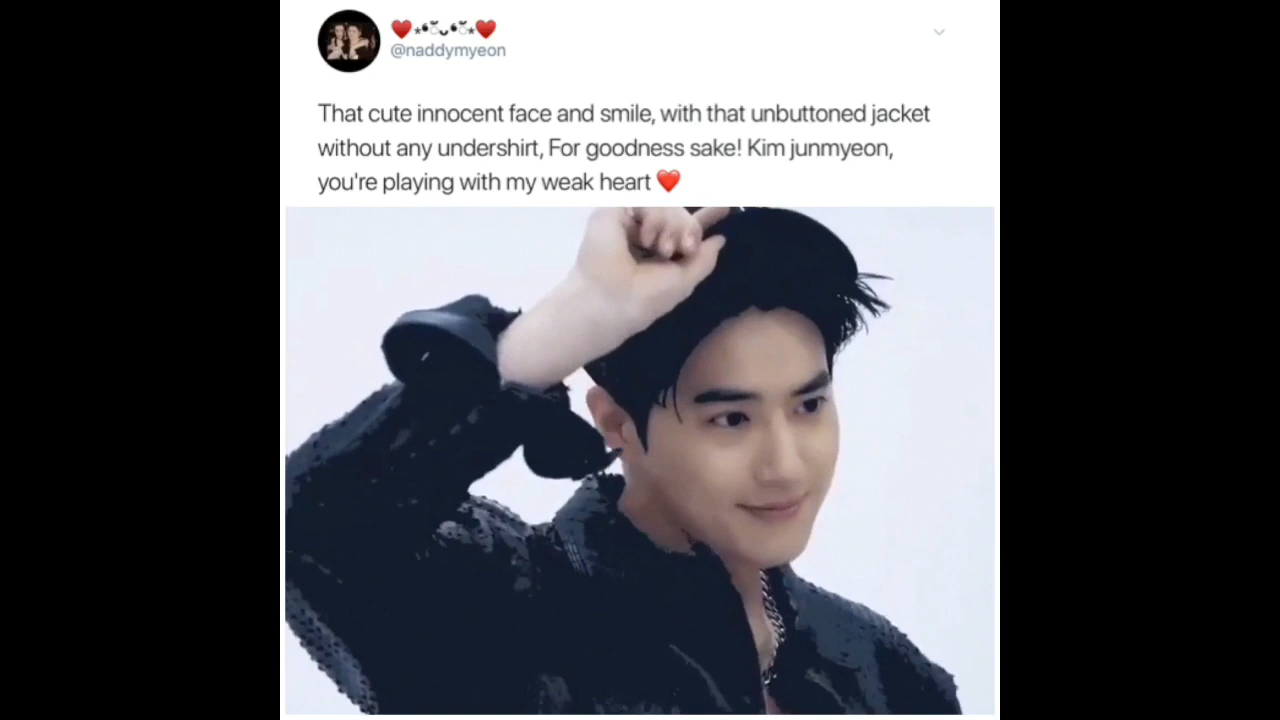 ❤️⋆❛ั◡❛ั⋆❤️
@naddymyeon
That cute innocent face and smile, with that unbuttoned jacket
without any undershirt, For goodness sake! Kim junmyeon,
you're playing with my weak heart ❤️